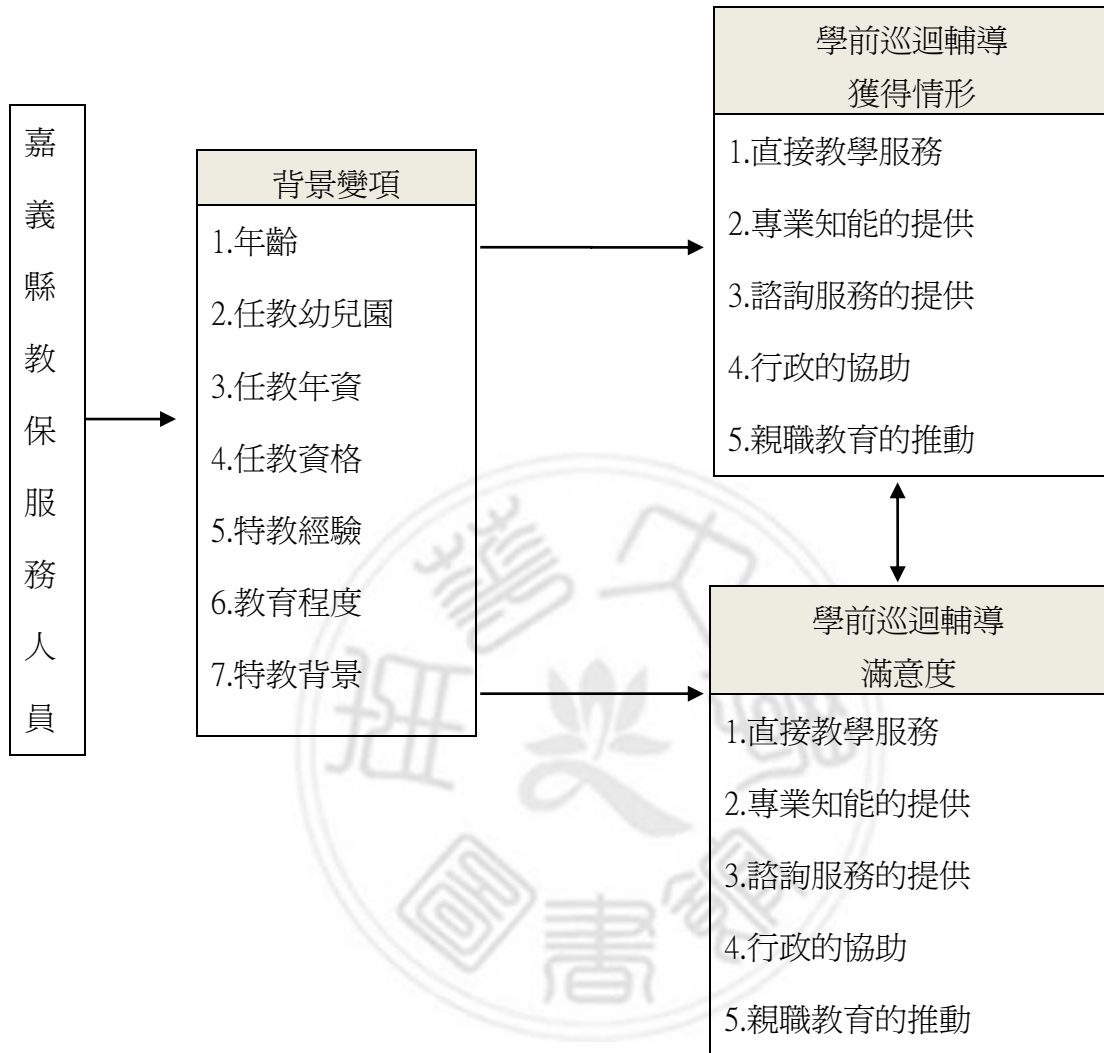 嘉義縣教保服務人員
背景變項
1.年齡
2.任教幼兒園
3.任教年資
4.任教資格
5.特教經驗
6.教育程度
7.特教背景
學前巡迴輔導
獲得情形
1.直接教學服務
2.專業知能的提供
3.諮詢服務的提供
4.行政的協助
5.親職教育的推動
學前巡迴輔導
滿意度
1.直接教學服務
2.專業知能的提供
3.諮詢服務的提供
4.行政的協助
5.親職教育的推動